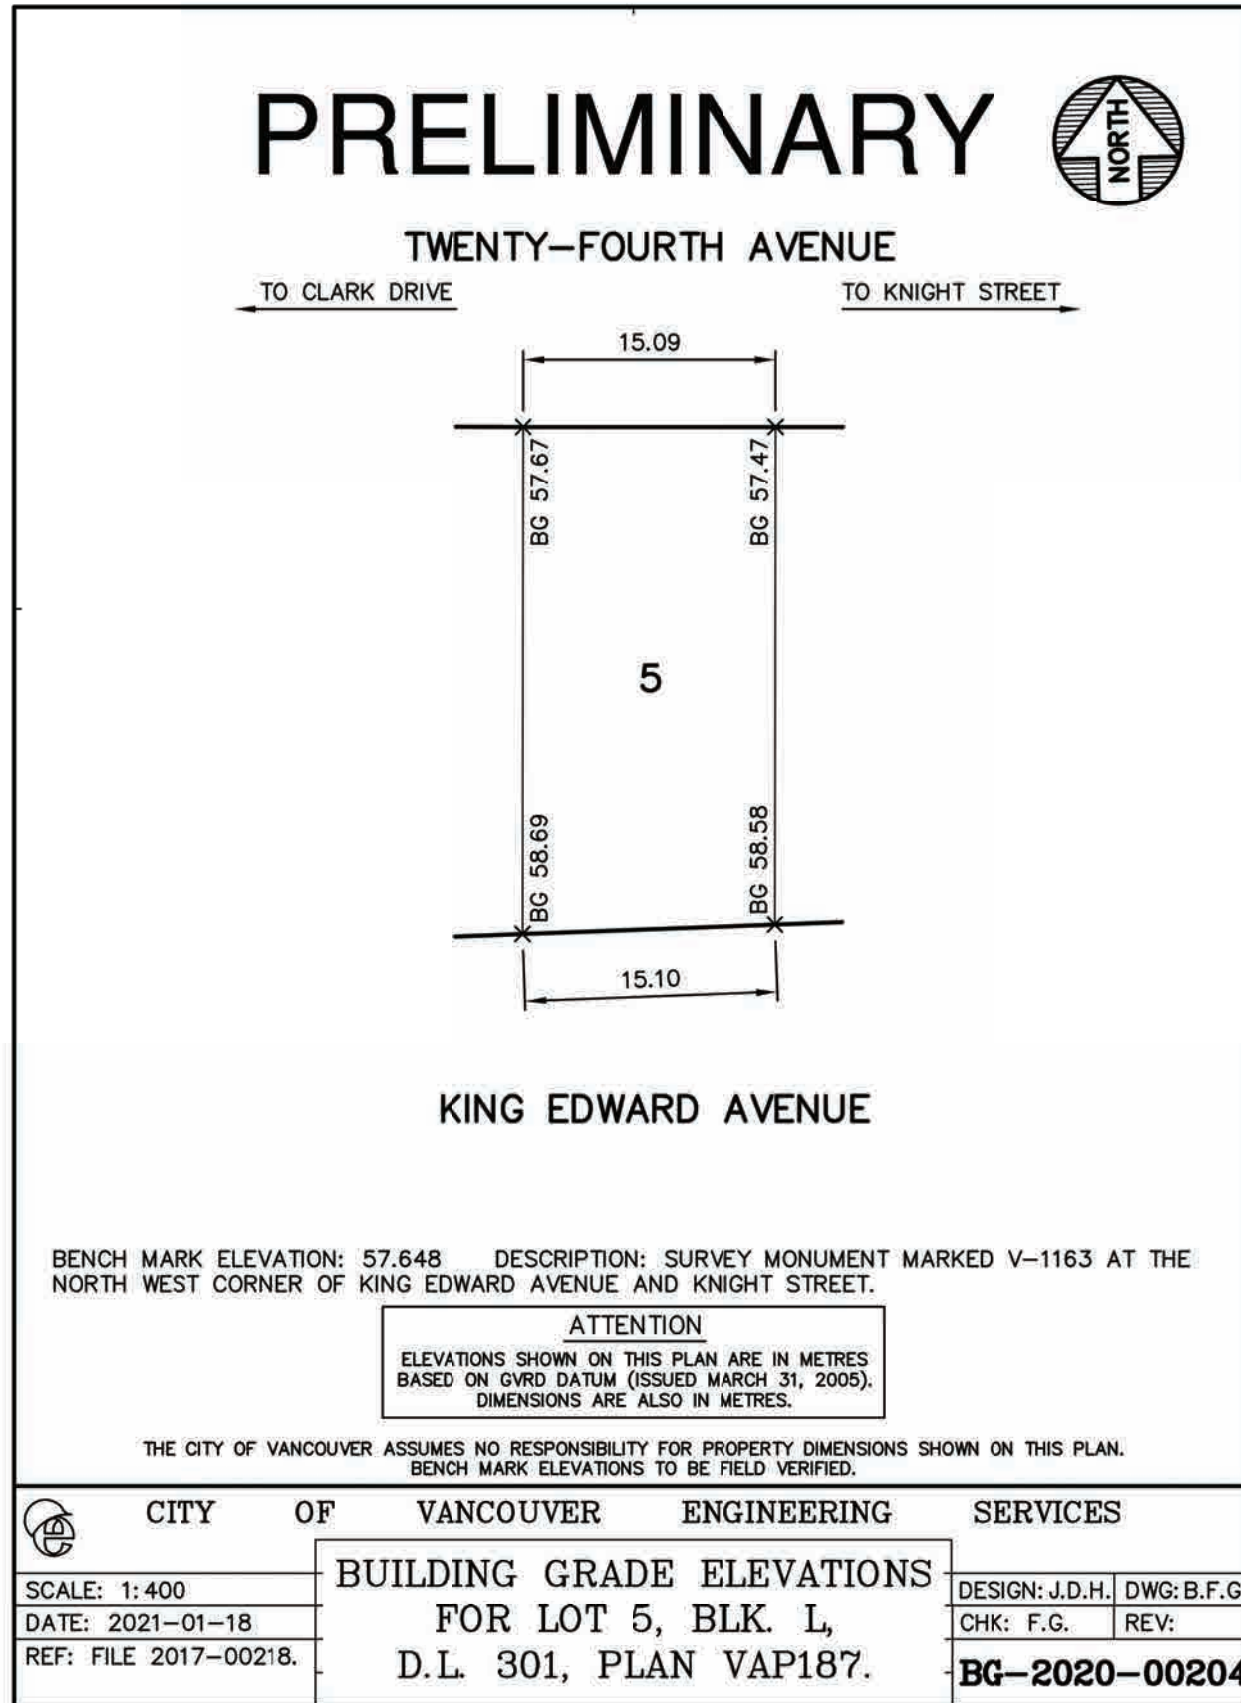 PRELIMINARY
NORTH
TWENTY-FOURTH AVENUE
TO CLARK DRIVE
TO KNIGHT STREET
15.09
BG 57.67
BG 57.47
5
BG 58.69
BG 58.58
15.10
KING EDWARD AVENUE
BENCH MARK ELEVATION: 57.648 DESCRIPTION: SURVEY MONUMENT MARKED V-1163 AT THE
NORTH WEST CORNER OF KING EDWARD AVENUE AND KNIGHT STREET.
ATTENTION
ELEVATIONS SHOWN ON THIS PLAN ARE IN METRES
BASED ON GVRD DATUM (ISSUED MARCH 31, 2005).
DIMENSIONS ARE ALSO IN METRES.
THE CITY OF VANCOUVER ASSUMES NO RESPONSIBILITY FOR PROPERTY DIMENSIONS SHOWN ON THIS PLAN.
BENCH MARK ELEVATIONS TO BE FIELD VERIFIED.
CITY OF VANCOUVER ENGINEERING SERVICES
SCALE: 1:400
DATE: 2021-01-18
REF: FILE 2017-00218.
BUILDING GRADE ELEVATIONS
FOR LOT 5, BLK. L,
D.L. 301, PLAN VAP187.
DESIGN: J.D.H.
DWG: B.F.G
CHK: F.G.
REV:
BG-2020-00204